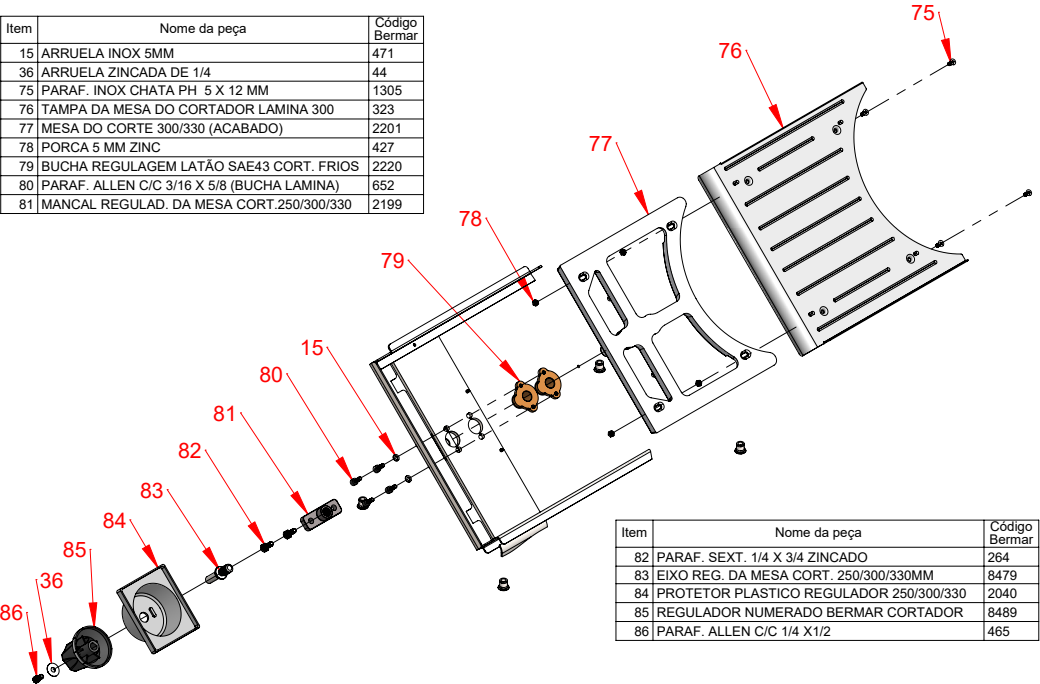 Item Nome da peça Código Bermar
15 ARRUELA INOX 5MM 471
36 ARRUELA ZINCADA DE 1/4 44
75 PARAF. INOX CHATA PH 5 X 12 MM 1305
76 TAMPA DA MESA DO CORTADOR LAMINA 300 323
77 MESA DO CORTE 300/330 (ACABADO) 2201
78 PORCA 5 MM ZINC 427
79 BUCHA REGULAGEM LATÃO SAE43 CORT. FRIOS 2220
80 PARAF. ALLEN C/C 3/16 X 5/8 (BUCHA LAMINA) 652
81 MANCAL REGULAD. DA MESA CORT.250/300/330 2199
75
76
77
78
79
15
80
81
82
83
84
85
36
86
Item Nome da peça Código Bermar
82 PARAF. SEXT. 1/4 X 3/4 ZINCADO 264
83 EIXO REG. DA MESA CORT. 250/300/330MM 8479
84 PROTETOR PLASTICO REGULADOR 250/300/330 2040
85 REGULADOR NUMERADO BERMAR CORTADOR 8489
86 PARAF. ALLEN C/C 1/4 X1/2 465